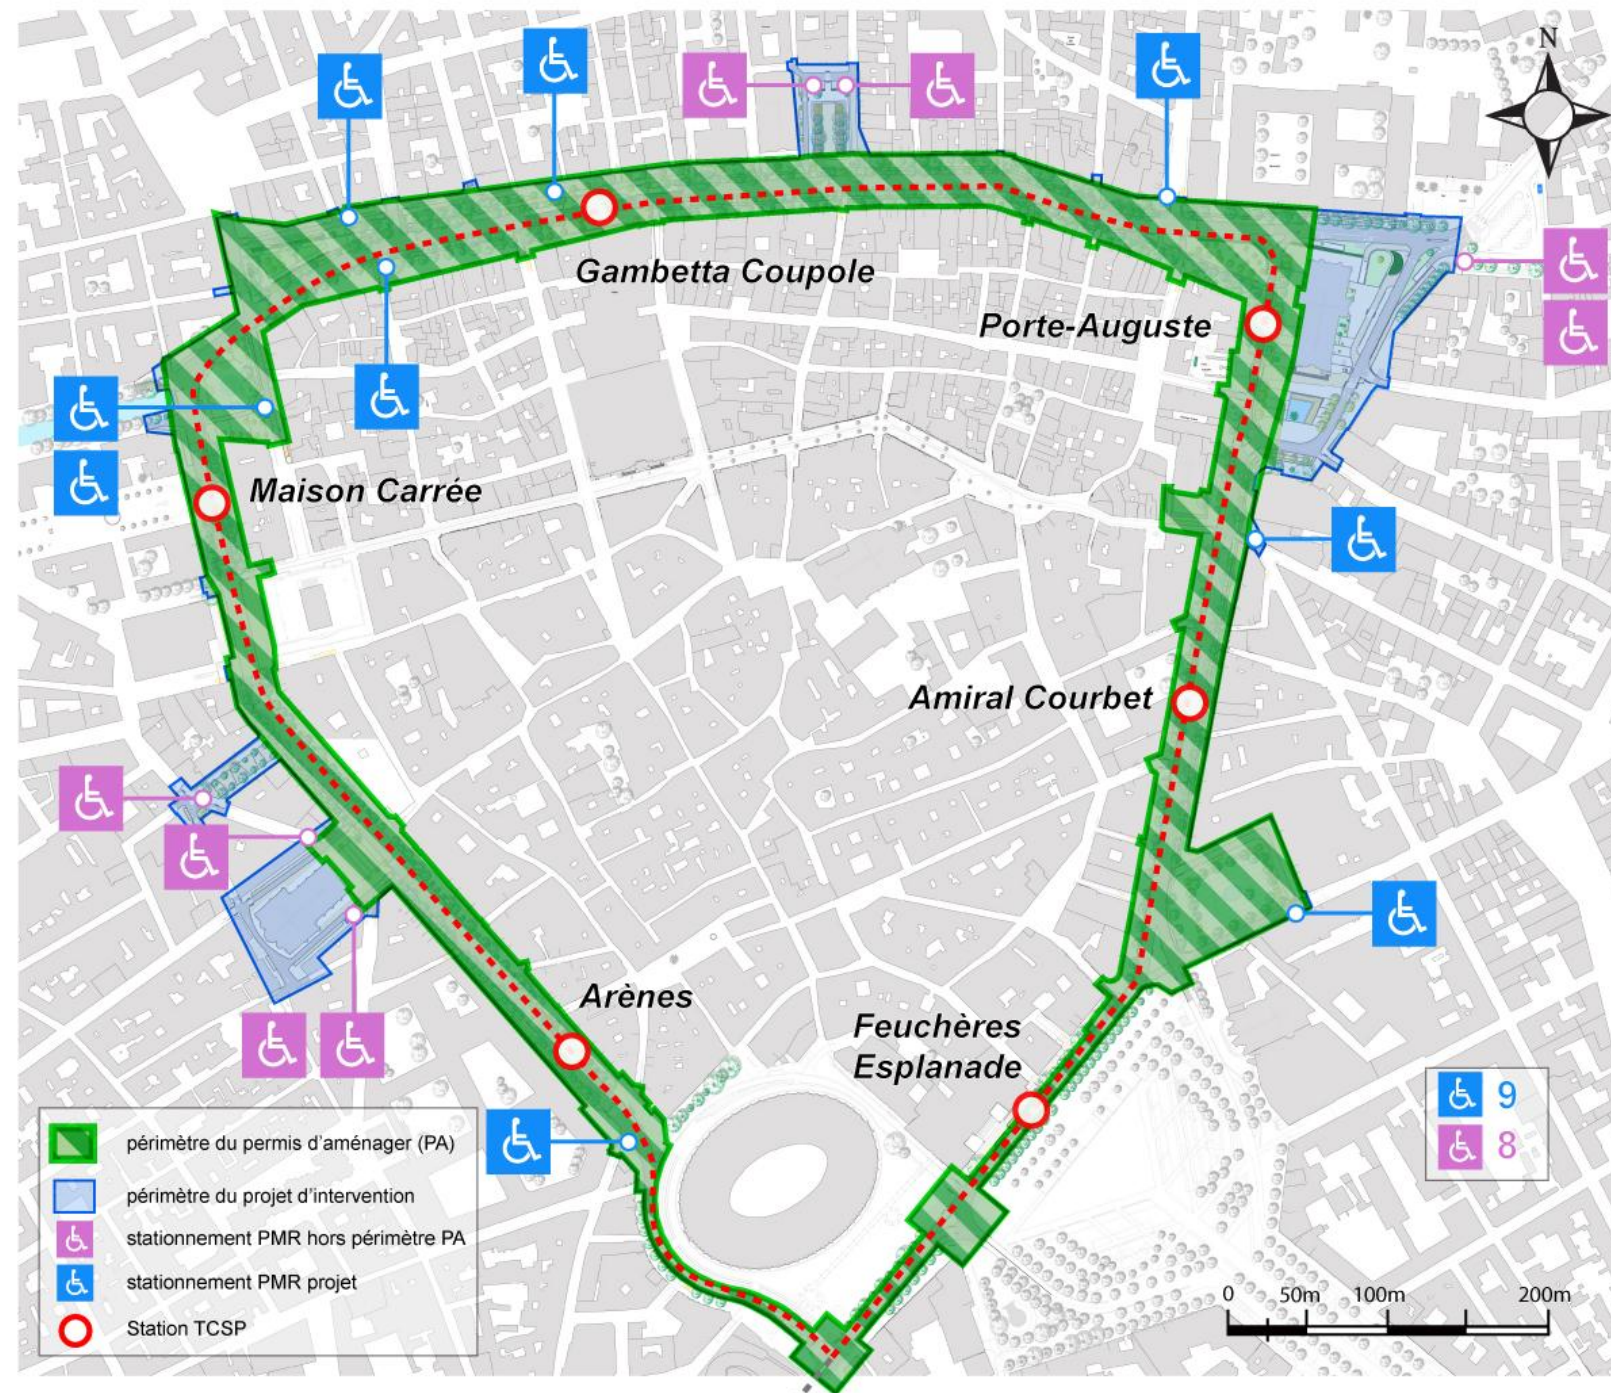 N
Gambetta Coupole
Porte-Auguste
Maison Carrée
Amiral Courbet
Arènes
Feuchères
Esplanade
périmètre du permis d'aménager (PA)
périmètre du projet d'intervention
stationnement PMR hors périmètre PA
stationnement PMR projet
Station TCSP
9
8
0 50m 100m 200m